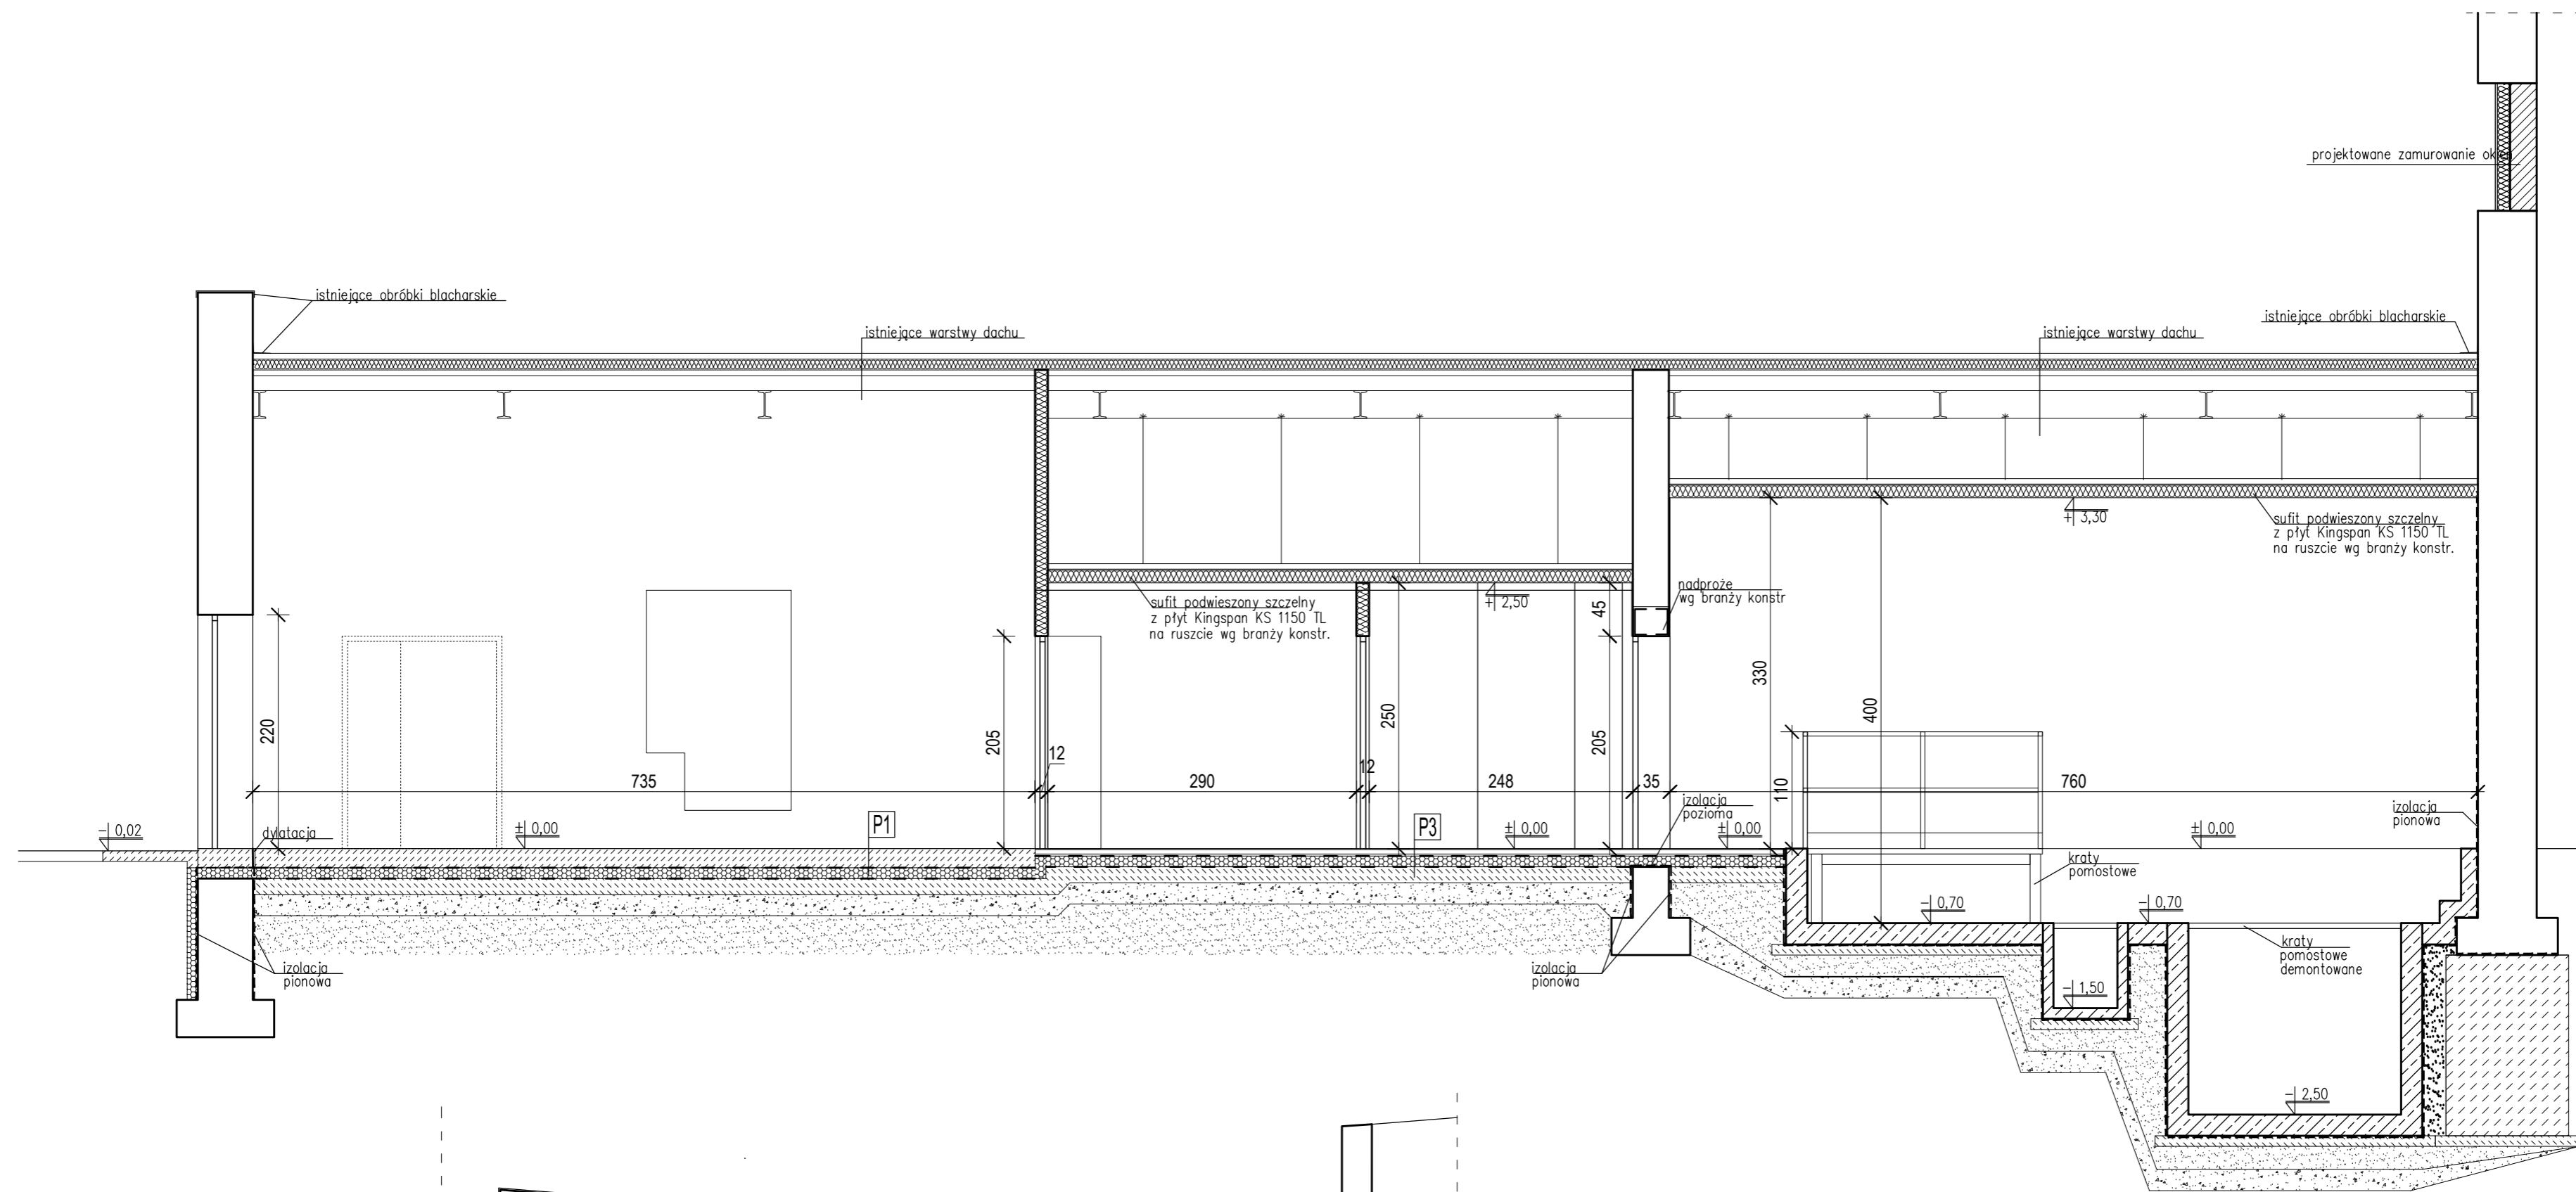 projektowane zamurowanie
istniejące obróbki blacharskie
istniejące warstwy dachu
istniejące obróbki blacharskie
istniejące warstwy dachu
+ 3,30
sufit podwieszony szczelny
z płyt Kingspan KS 1150 TL
na ruszcie wg branży konstr.
nadproże
wg branży konstr
+ 2,50
45
sufit podwieszony szczelny
z płyt Kingspan KS 1150 TL
na ruszcie wg branży konstr.
220
205
12
250
205
330
400
110
735
290
12
248
35
760
izolacja
pozioma
izolacja
pionowa
- 0,02
dylatacja
± 0,00
P1
P3
± 0,00
± 0,00
± 0,00
kraty
pomostowe
- 0,70
- 0,70
kraty
pomostowe
demontowane
izolacja
pionowa
izolacja
pionowa
- 1,50
- 2,50